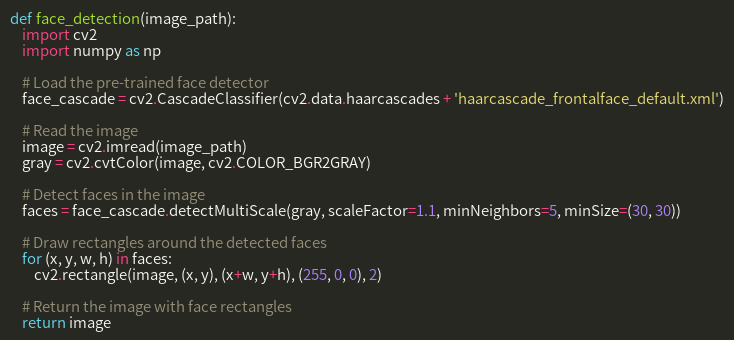 def face_detection(image_path):
    import cv2
    import numpy as np

    # Load the pre-trained face detector
    face_cascade = cv2.CascadeClassifier(cv2.data.haarcascades + 'haarcascade_frontalface_default.xml')

    # Read the image
    image = cv2.imread(image_path)
    gray = cv2.cvtColor(image, cv2.COLOR_BGR2GRAY)

    # Detect faces in the image
    faces = face_cascade.detectMultiScale(gray, scaleFactor=1.1, minNeighbors=5, minSize=(30, 30))

    # Draw rectangles around the detected faces
    for (x, y, w, h) in faces:
        cv2.rectangle(image, (x, y), (x+w, y+h), (255, 0, 0), 2)

    # Return the image with face rectangles
    return image